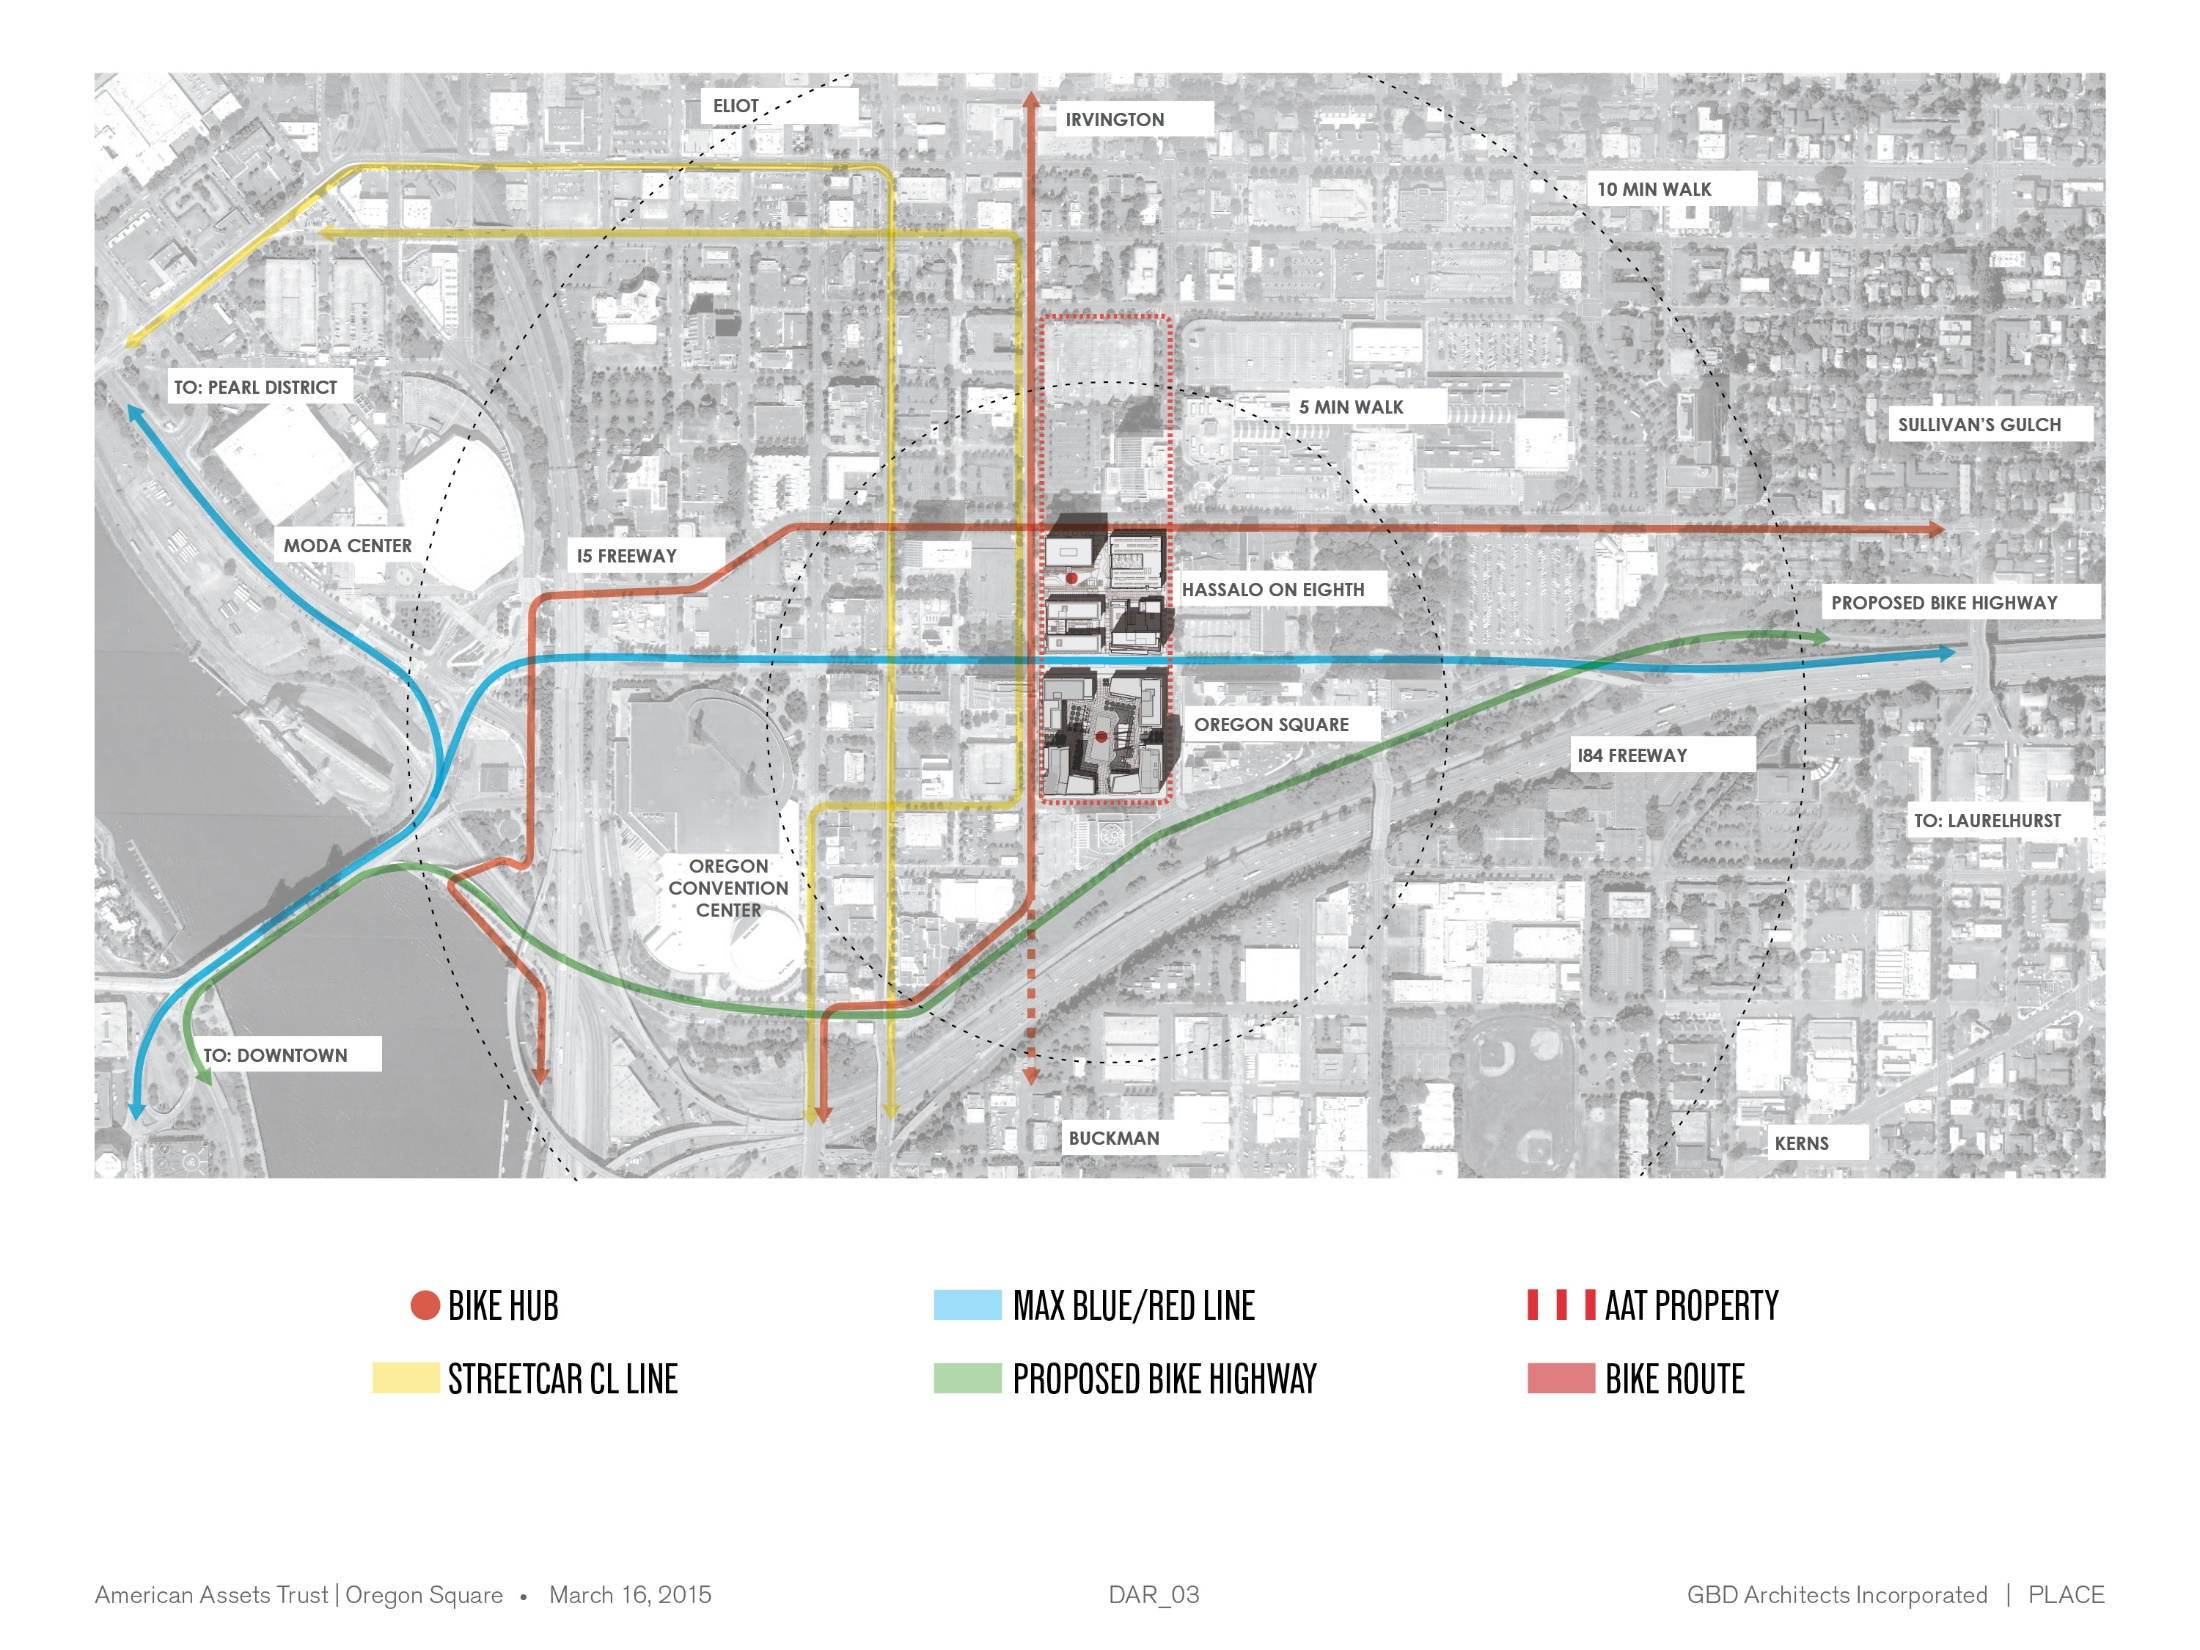 ELIOT
IRVINGTON
10 MIN WALK
TO: PEARL DISTRICT
5 MIN WALK
SULLIVAN'S GULCH
MODA CENTER
I5 FREEWAY
HASSALO ON EIGHTH
PROPOSED BIKE HIGHWAY
OREGON SQUARE
I84 FREEWAY
TO: LAURELHURST
OREGON
CONVENTION
CENTER
TO: DOWNTOWN
BUCKMAN
KERNS
BIKE HUB
MAX BLUE/RED LINE
AAT PROPERTY
STREETCAR CL LINE
PROPOSED BIKE HIGHWAY
BIKE ROUTE
American Assets Trust | Oregon Square • March 16, 2015
DAR_03
GBD Architects Incorporated | PLACE